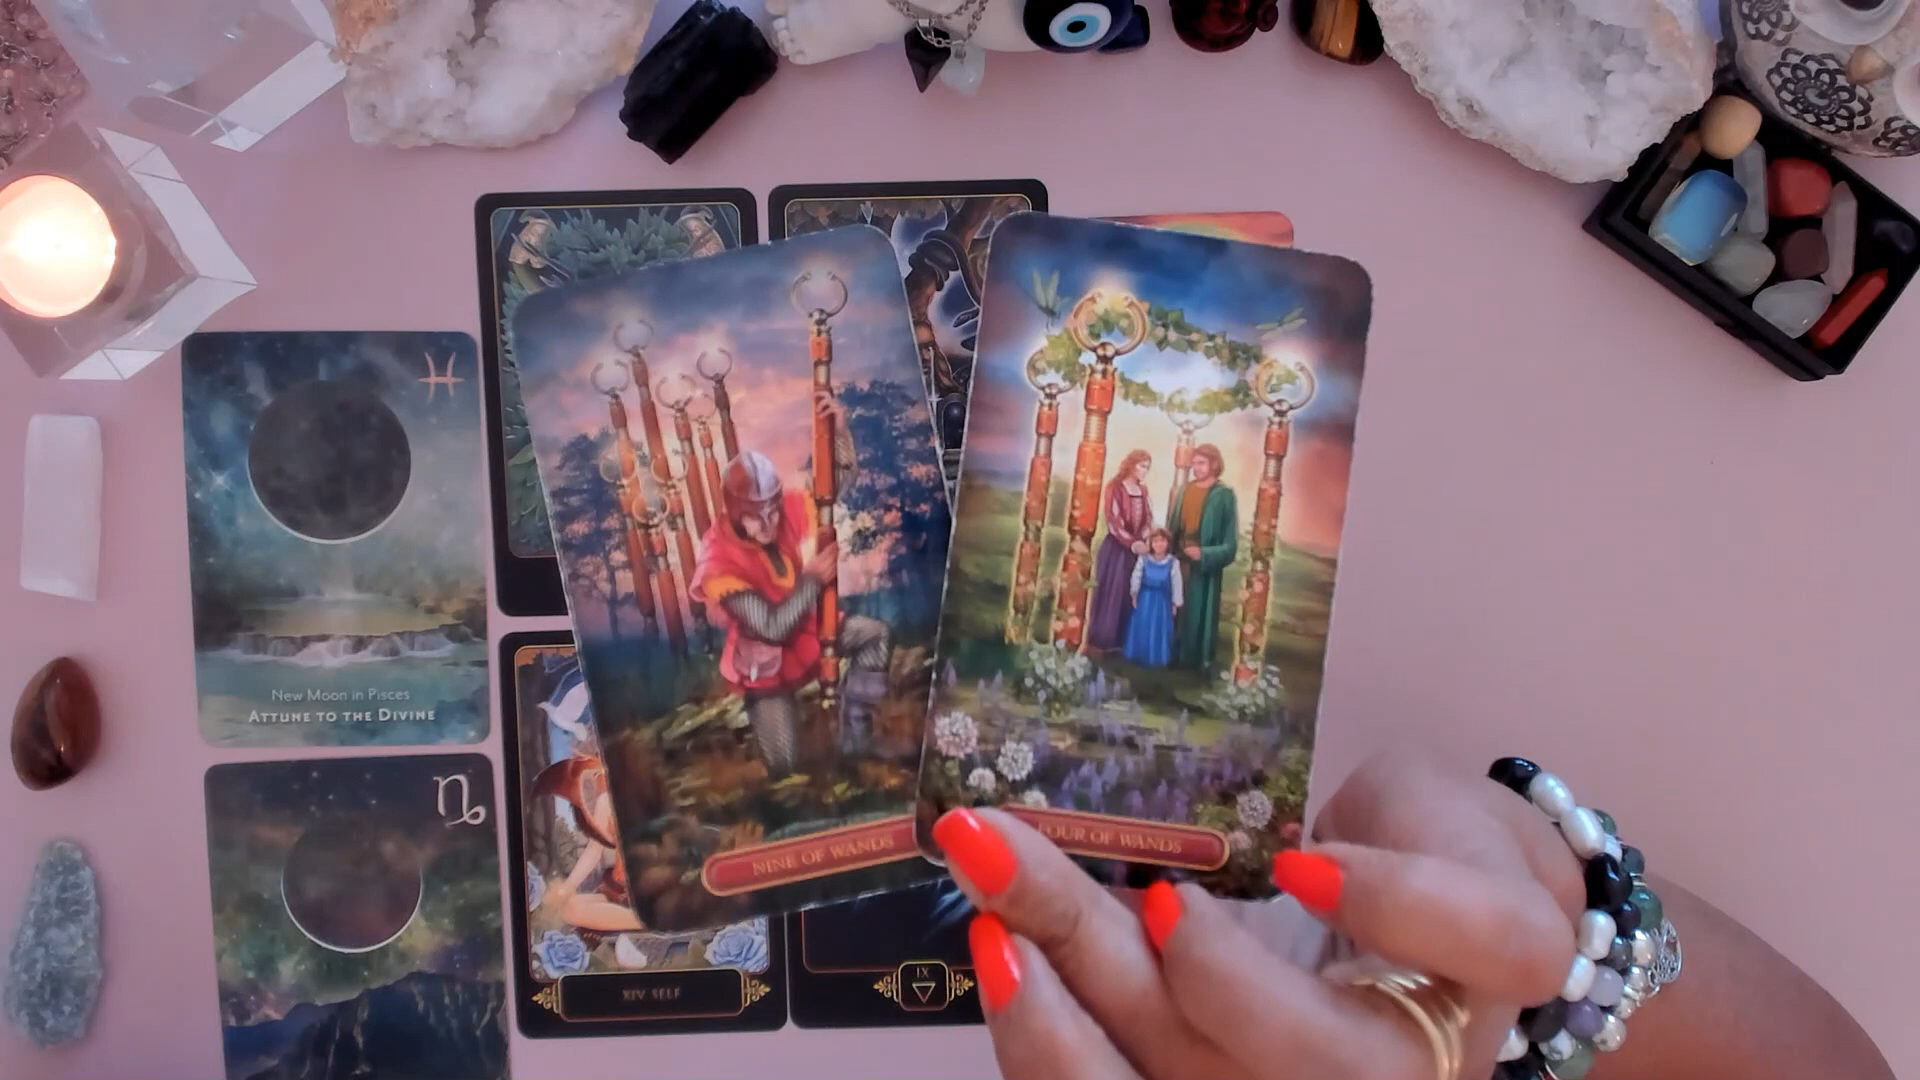 New Moon in Pisces
ATTUNE TO THE DIVINE
NINE OF WANDS
FOUR OF WANDS
XIV SELF
IX